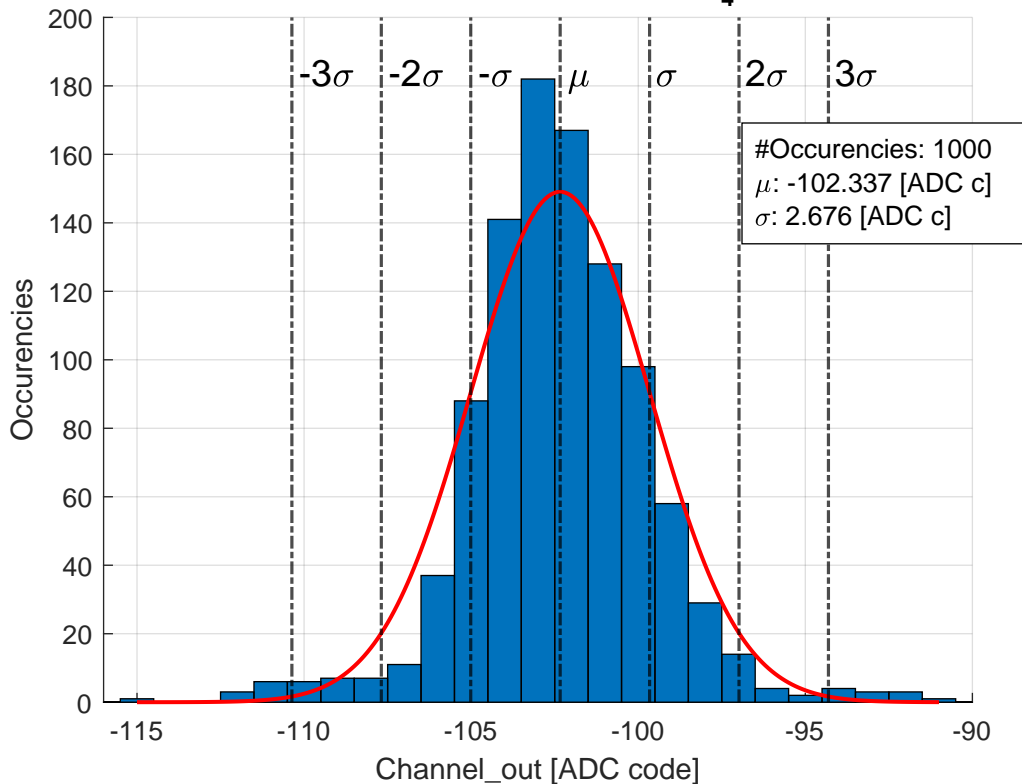 4
200
180
160
140
120
100
80
60
40
20
0
-3σ
-2σ
-σ
μ
σ
2σ
3σ
#Occurencies: 1000
μ: -102.337 [ADC c]
σ: 2.676 [ADC c]
Occurencies
-115
-110
-105
-100
-95
-90
Channel_out [ADC code]